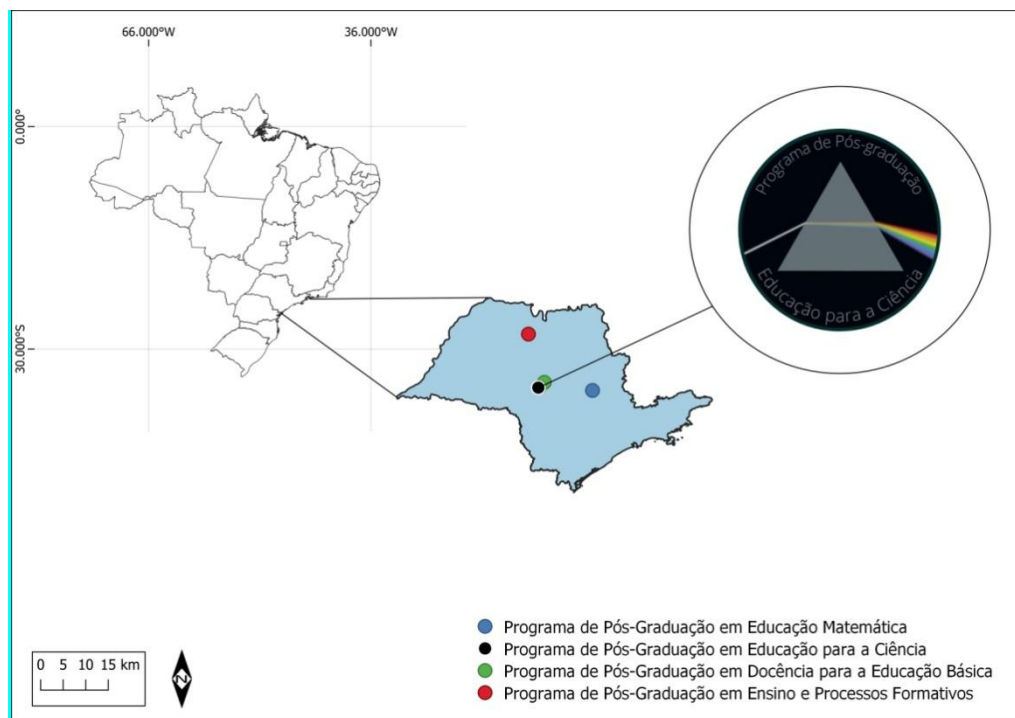 66.000°W
36.000°W
0.000°
30.000°S
Programa de Pós-graduação
Educação para a Ciência
Programa de Pós-Graduação em Educação Matemática
Programa de Pós-Graduação em Educação para a Ciência
Programa de Pós-Graduação em Docência para a Educação Básica
Programa de Pós-Graduação em Ensino e Processos Formativos
0 5 10 15 km
N